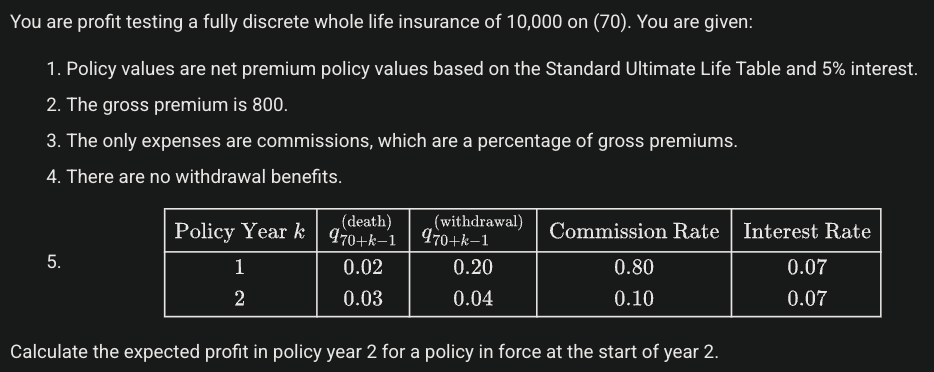 You are profit testing a fully discrete whole life insurance of 10,000 on (70). You are given:
1. Policy values are net premium policy values based on the Standard Ultimate Life Table and 5% interest.
2. The gross premium is 800.
3. The only expenses are commissions, which are a percentage of gross premiums.
4. There are no withdrawal benefits.
5.
Policy Year k q_{70+k−1}^{(death)} q_{70+k−1}^{(withdrawal)} Commission Rate Interest Rate
1 0.02 0.20 0.80 0.07
2 0.03 0.04 0.10 0.07
Calculate the expected profit in policy year 2 for a policy in force at the start of year 2.